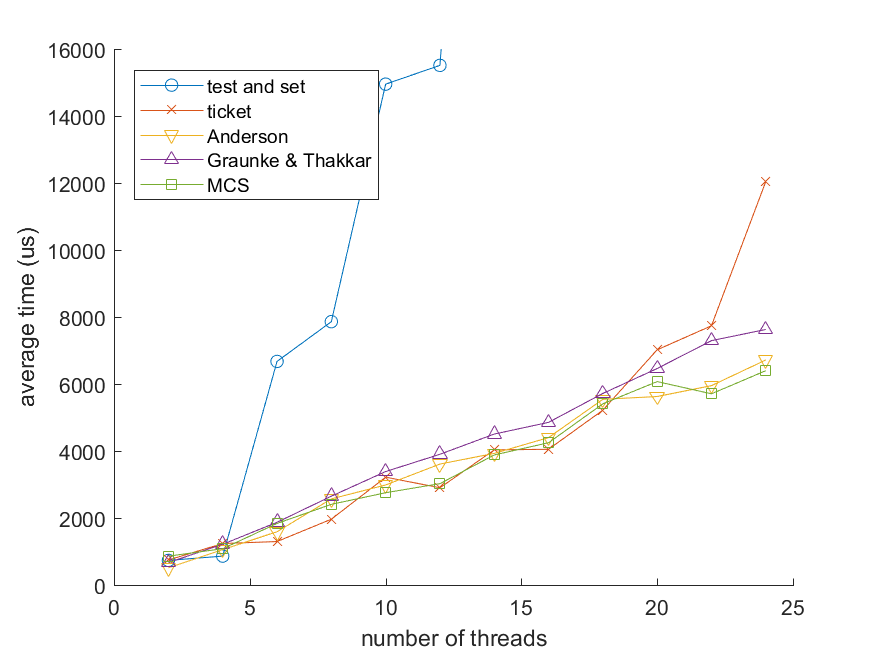 16000
14000
12000
10000
8000
6000
4000
2000
0
average time (us)
test and set
ticket
Anderson
Graunke & Thakkar
MCS
0 5 10 15 20 25
number of threads